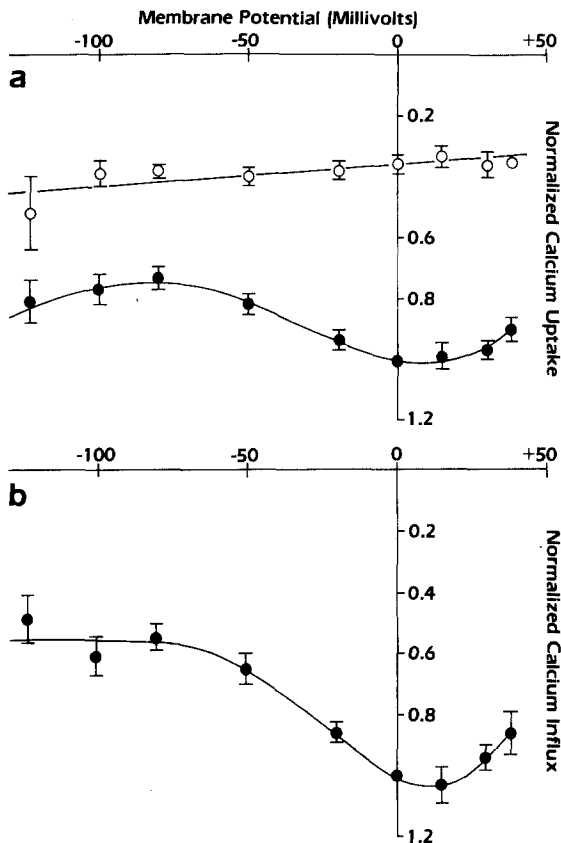 Membrane Potential (Millivolts)
-100 -50 0 +50
a
0.2
0.6
0.8
1.2
Normalized Calcium Uptake
-100 -50 0 +50
b
0.2
0.4
0.6
0.8
1.2
Normalized Calcium Influx